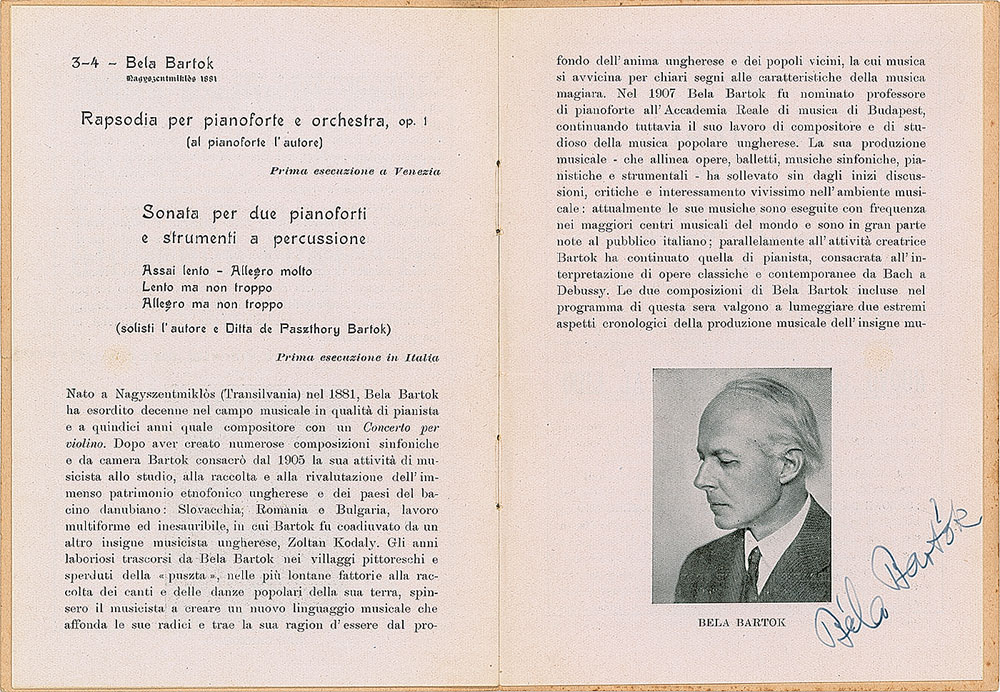 3-4 - Bela Bartok
Nagyszentmiklòs 1881
Rapsodia per pianoforte e orchestra, op. 1
(al pianoforte l'autore)
Prima esecuzione a Venezia
Sonata per due pianoforti
e strumenti a percussione
Assai lento - Allegro molto
Lento ma non troppo
Allegro ma non troppo
(solisti l'autore e Ditta de Paszthory Bartok)
Prima esecuzione in Italia
Nato a Nagyszentmiklòs (Transilvania) nel 1881, Bela Bartok
ha esordito decenne nel campo musicale in qualità di pianista
e a quindici anni quale compositore con un Concerto per
violino. Dopo aver creato numerose composizioni sinfoniche
e da camera Bartok consacrò dal 1905 la sua attività di mu-
sicista allo studio, alla raccolta e alla rivalutazione dell'im-
menso patrimonio etnofonico ungherese e dei paesi del ba-
cino danubiano: Slovacchia; Romania e Bulgaria, lavoro
multiforme ed inesauribile, in cui Bartok fu coadiuvato da un
altro insigne musicista ungherese, Zoltan Kodaly. Gli anni
laboriosi trascorsi da Bela Bartok nei villaggi pittoreschi e
sperduti della «puszta», nelle più lontane fattorie alla rac-
colta dei canti e delle danze popolari della sua terra, spin-
sero il musicista a creare un nuovo linguaggio musicale che
affonda le sue radici e trae la sua ragion d'essere dal pro-
fondo dell'anima ungherese e dei popoli vicini, la cui musica
si avvicina per chiari segni alle caratteristiche della musica
magiara. Nel 1907 Bela Bartok fu nominato professore
di pianoforte all'Accademia Reale di musica di Budapest,
continuando tuttavia il suo lavoro di compositore e di stu-
dioso della musica popolare ungherese. La sua produzione
musicale - che allinea opere, balletti, musiche sinfoniche, pia-
nistiche e strumentali - ha sollevato sin dagli inizi discus-
sioni, critiche e interessamento vivissimo nell'ambiente musi-
cale: attualmente le sue musiche sono eseguite con frequenza
nei maggiori centri musicali del mondo e sono in gran parte
note al pubblico italiano; parallelamente all'attività creatrice
Bartok ha continuato quella di pianista, consacrata all'in-
terpretazione di opere classiche e contemporanee da Bach a
Debussy. Le due composizioni di Bela Bartok incluse nel
programma di questa sera valgono a lumeggiare due estremi
aspetti cronologici della produzione musicale dell'insigne mu-
BELA BARTOK
Béla Bartók